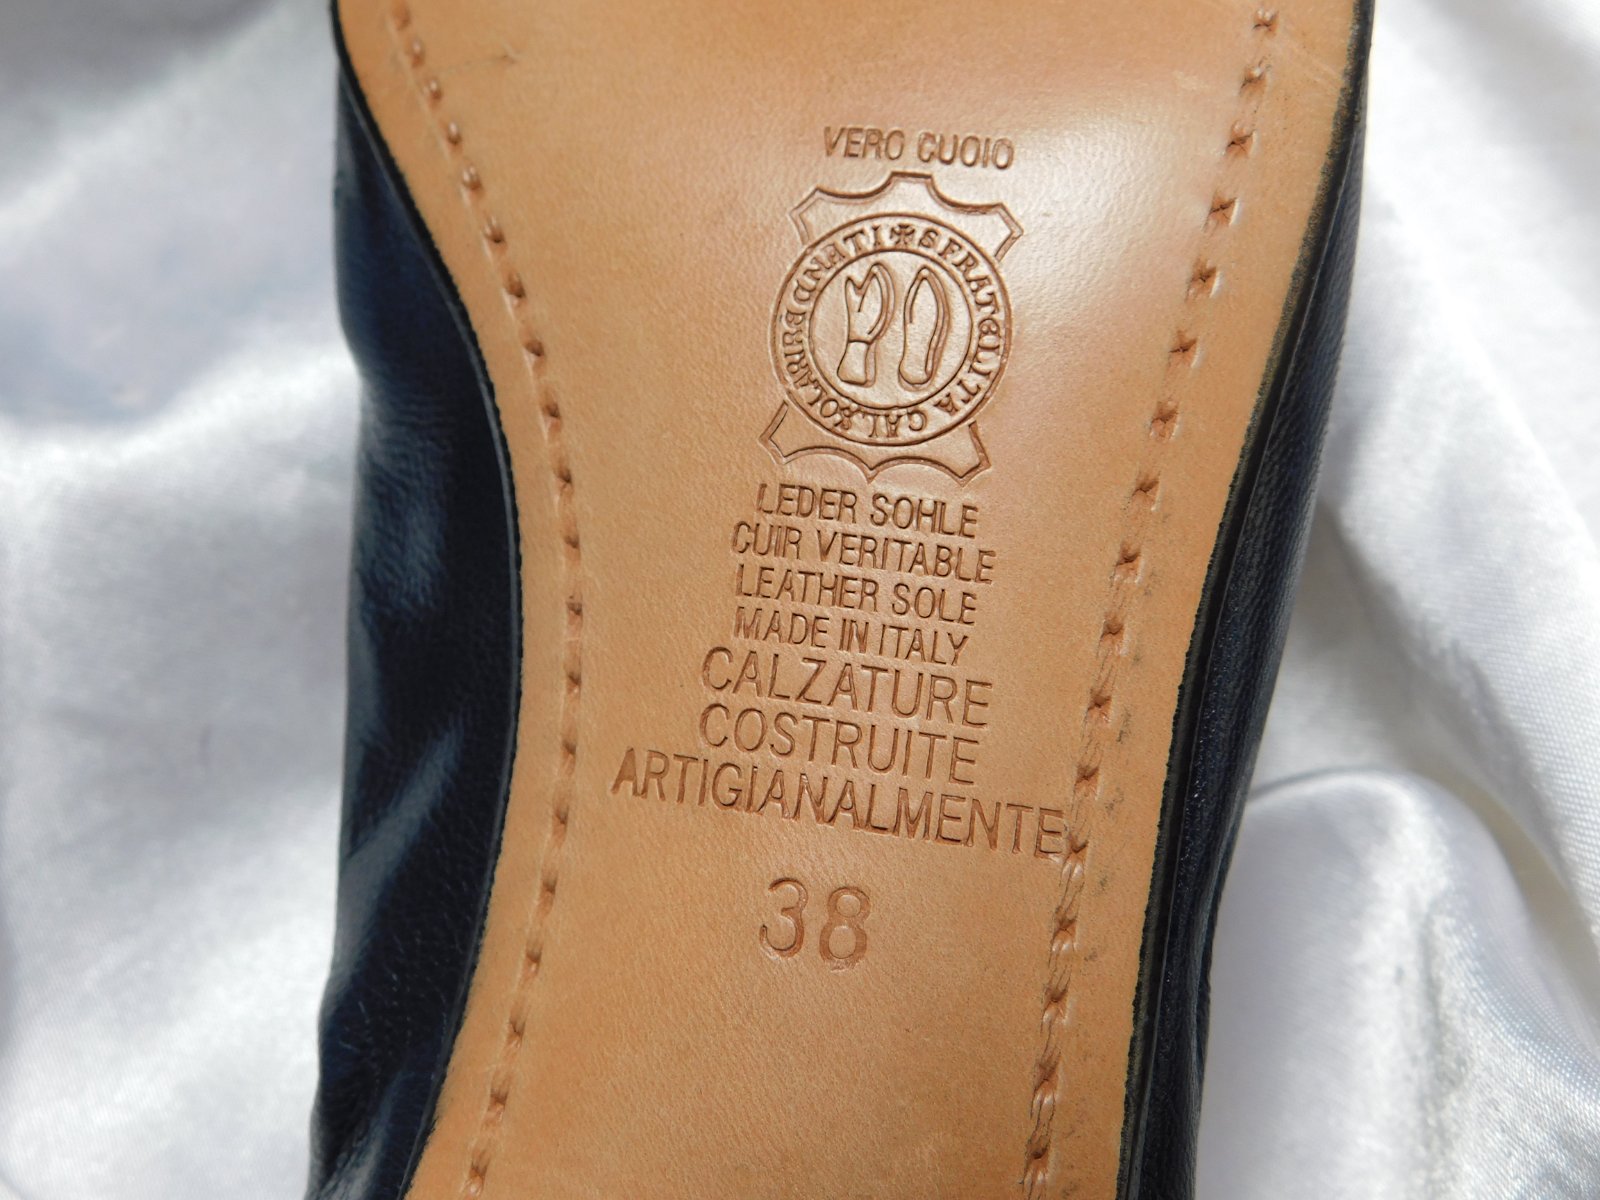 VERO CUOIO
LEDER SOHLE
CUIR VERITABLE
LEATHER SOLE
MADE IN ITALY
CALZATURE
COSTRUITE
ARTIGIANALMENTE
38